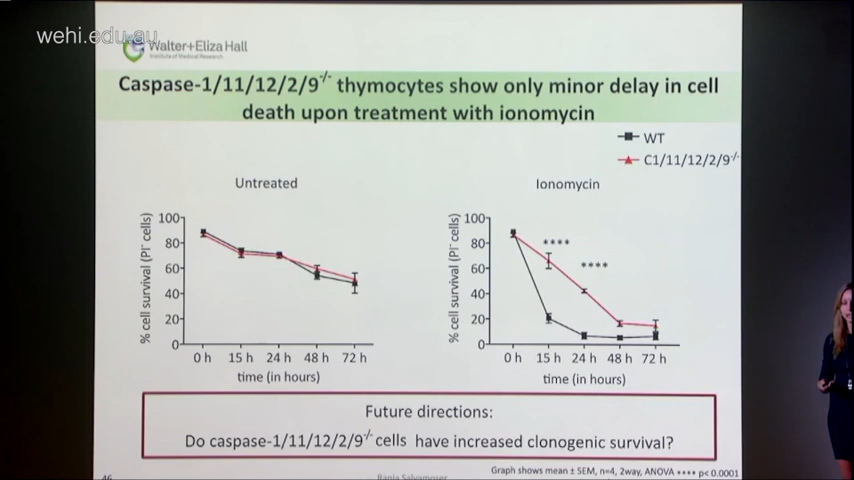 wehi.edu.au
Walter+Eliza Hall
Institute of Medical Research
Caspase-1/11/12/2/9-/- thymocytes show only minor delay in cell
death upon treatment with ionomycin
WT
C1/11/12/2/9-/-
Untreated
% cell survival (PI- cells)
100
80
60
40
20
0
0 h 15 h 24 h 48 h 72 h
time (in hours)
Ionomycin
% cell survival (PI- cells)
100
80
60
40
20
0
****
****
0 h 15 h 24 h 48 h 72 h
time (in hours)
Future directions:
Do caspase-1/11/12/2/9-/- cells have increased clonogenic survival?
Graph shows mean ± SEM, n=4, 2way, ANOVA **** p< 0.0001
46
Rania Salvamoser